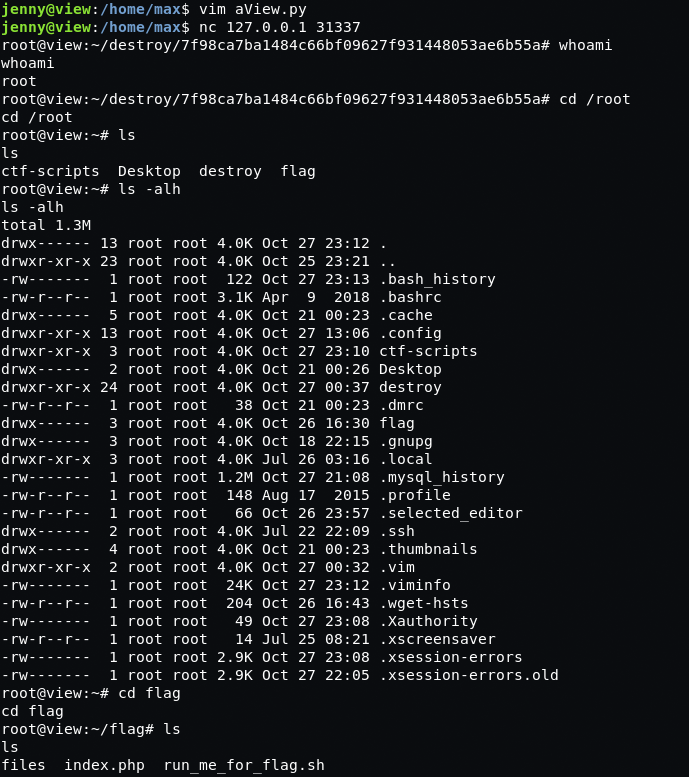 jenny@view:/home/max$ vim aView.py
jenny@view:/home/max$ nc 127.0.0.1 31337
root@view:~/destroy/7f98ca7ba1484c66bf09627f931448053ae6b55a# whoami
whoami
root
root@view:~/destroy/7f98ca7ba1484c66bf09627f931448053ae6b55a# cd /root
cd /root
root@view:~# ls
ls
ctf-scripts  Desktop  destroy  flag
root@view:~# ls -alh
ls -alh
total 1.3M
drwx------ 13 root root 4.0K Oct 27 23:12 .
drwxr-xr-x 23 root root 4.0K Oct 25 23:21 ..
-rw-------  1 root root  122 Oct 27 23:13 .bash_history
-rw-r--r--  1 root root 3.1K Apr  9  2018 .bashrc
drwx------  5 root root 4.0K Oct 21 00:23 .cache
drwxr-xr-x 13 root root 4.0K Oct 27 13:06 .config
drwxr-xr-x  3 root root 4.0K Oct 27 23:10 ctf-scripts
drwx------  2 root root 4.0K Oct 21 00:26 Desktop
drwxr-xr-x 24 root root 4.0K Oct 27 00:37 destroy
-rw-r--r--  1 root root   38 Oct 21 00:23 .dmrc
drwx------  3 root root 4.0K Oct 26 16:30 flag
drwx------  3 root root 4.0K Oct 18 22:15 .gnupg
drwxr-xr-x  3 root root 4.0K Jul 26 03:16 .local
-rw-------  1 root root 1.2M Oct 27 21:08 .mysql_history
-rw-r--r--  1 root root  148 Aug 17  2015 .profile
-rw-r--r--  1 root root   66 Oct 26 23:57 .selected_editor
drwx------  2 root root 4.0K Jul 22 22:09 .ssh
drwx------  4 root root 4.0K Oct 21 00:23 .thumbnails
drwxr-xr-x  2 root root 4.0K Oct 27 00:32 .vim
-rw-------  1 root root  24K Oct 27 23:12 .viminfo
-rw-r--r--  1 root root  204 Oct 26 16:43 .wget-hsts
-rw-------  1 root root   49 Oct 27 23:08 .Xauthority
-rw-r--r--  1 root root   14 Jul 25 08:21 .xscreensaver
-rw-------  1 root root 2.9K Oct 27 23:08 .xsession-errors
-rw-------  1 root root 2.9K Oct 27 22:05 .xsession-errors.old
root@view:~# cd flag
cd flag
root@view:~/flag# ls
ls
files  index.php  run_me_for_flag.sh